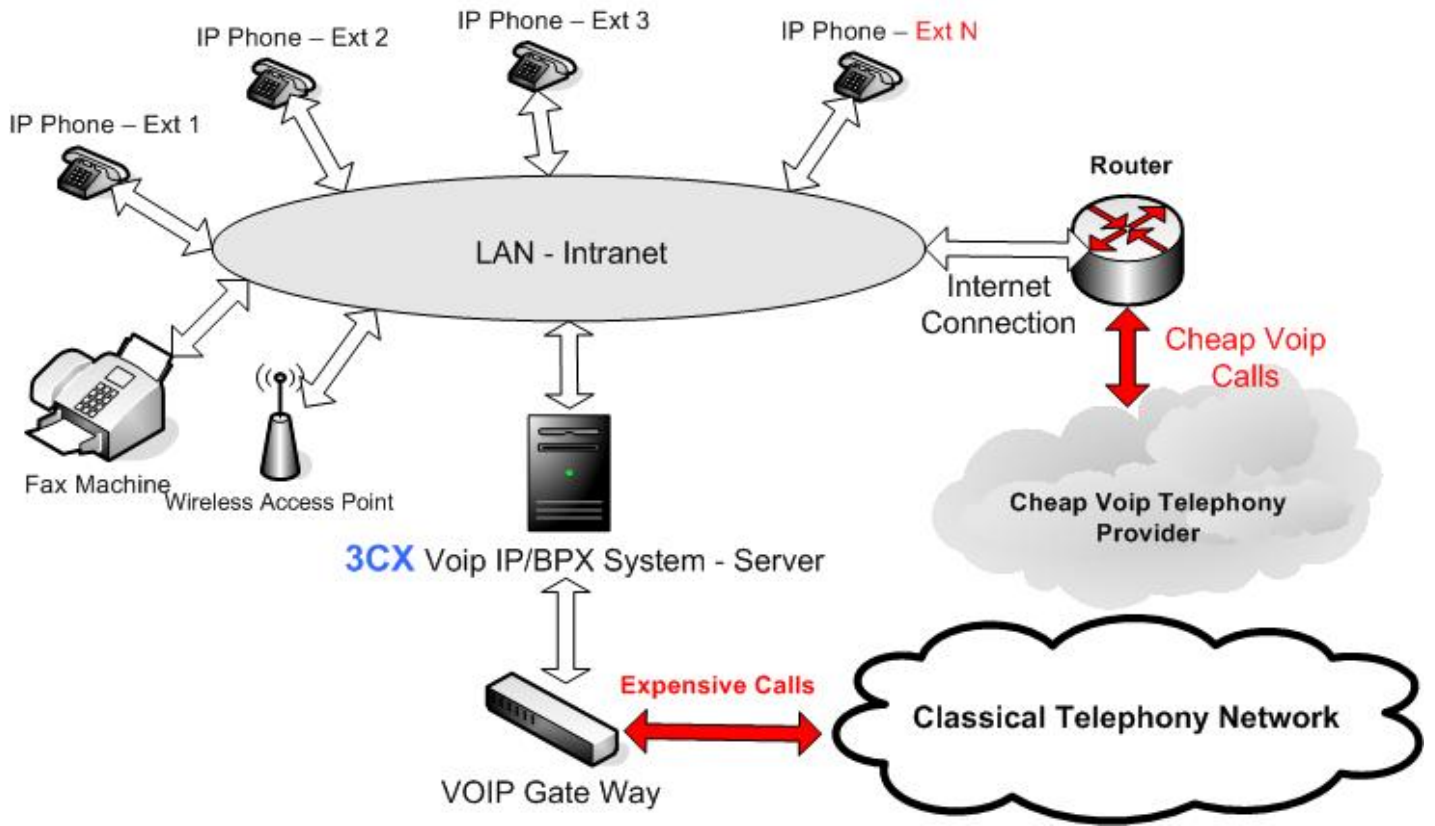 IP Phone – Ext 3
IP Phone – Ext N
IP Phone – Ext 2
IP Phone – Ext 1
Router
LAN - Intranet
Internet
Connection
Cheap Voip
Calls
Fax Machine
Wireless Access Point
Cheap Voip Telephony
Provider
3CX Voip IP/BPX System - Server
Expensive Calls
Classical Telephony Network
VOIP Gate Way